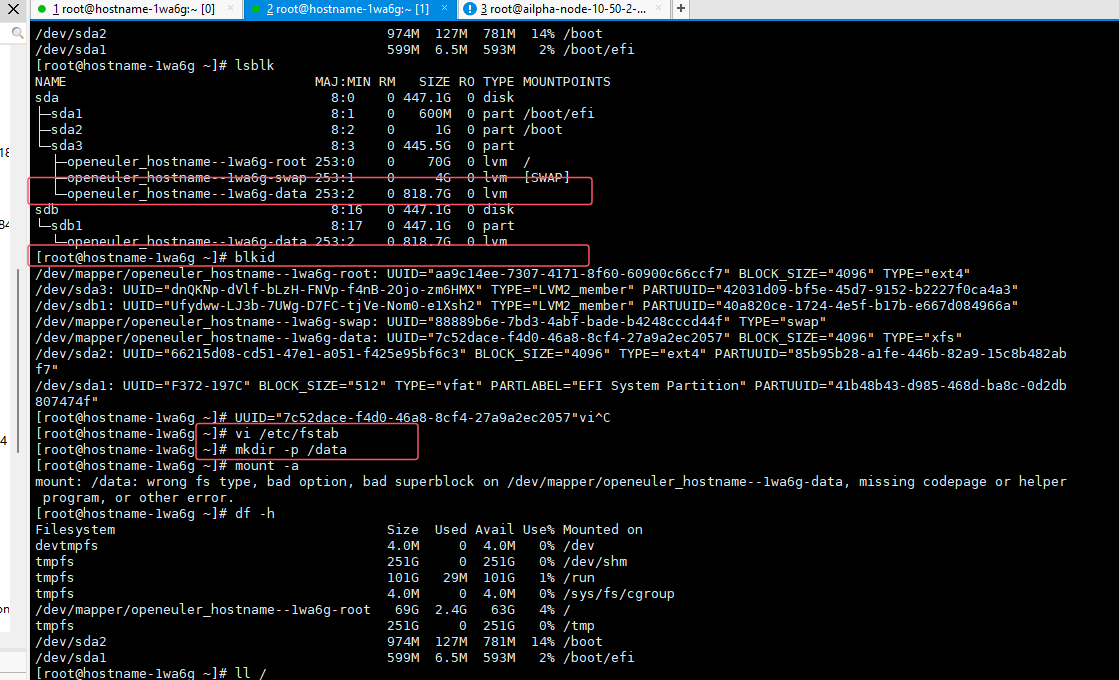 1 root@hostname-1wa6g:~ [0]
2 root@hostname-1wa6g:~ [1]
3 root@ailpha-node-10-50-2-...
/dev/sda2 974M 127M 781M 14% /boot
/dev/sda1 599M 6.5M 593M 2% /boot/efi
[root@hostname-1wa6g ~]# lsblk
NAME MAJ:MIN RM SIZE RO TYPE MOUNTPOINTS
sda 8:0 0 447.1G 0 disk
├─sda1 8:1 0 600M 0 part /boot/efi
├─sda2 8:2 0 1G 0 part /boot
└─sda3 8:3 0 445.5G 0 part
├─openeuler_hostname--1wa6g-root 253:0 0 70G 0 lvm /
├─openeuler_hostname--1wa6g-swap 253:1 0 4G 0 lvm [SWAP]
└─openeuler_hostname--1wa6g-data 253:2 0 818.7G 0 lvm
sdb 8:16 0 447.1G 0 disk
└─sdb1 8:17 0 447.1G 0 part
└─openeuler_hostname--1wa6g-data 253:2 0 818.7G 0 lvm
[root@hostname-1wa6g ~]# blkid
/dev/mapper/openeuler_hostname--1wa6g-root: UUID="aa9c14ee-7307-4171-8f60-60900c66ccf7" BLOCK_SIZE="4096" TYPE="ext4"
/dev/sda3: UUID="dnQKNp-dVlf-bLzH-FNVp-f4nB-2Ojo-zm6HMX" TYPE="LVM2_member" PARTUUID="42031d09-bf5e-45d7-9152-b2227f0ca4a3"
/dev/sdb1: UUID="Ufydww-LJ3b-7UWg-D7FC-tjVe-Nom0-e1Xsh2" TYPE="LVM2_member" PARTUUID="40a820ce-1724-4e5f-b17b-e667d084966a"
/dev/mapper/openeuler_hostname--1wa6g-swap: UUID="88889b6e-7bd3-4abf-bade-b4248cccd44f" TYPE="swap"
/dev/mapper/openeuler_hostname--1wa6g-data: UUID="7c52dace-f4d0-46a8-8cf4-27a9a2ec2057" BLOCK_SIZE="4096" TYPE="xfs"
/dev/sda2: UUID="66215d08-cd51-47e1-a051-f425e95bf6c3" BLOCK_SIZE="4096" TYPE="ext4" PARTUUID="85b95b28-a1fe-446b-82a9-15c8b482ab
f7"
/dev/sda1: UUID="F372-197C" BLOCK_SIZE="512" TYPE="vfat" PARTLABEL="EFI System Partition" PARTUUID="41b48b43-d985-468d-ba8c-0d2db
807474f"
[root@hostname-1wa6g ~]# UUID="7c52dace-f4d0-46a8-8cf4-27a9a2ec2057"vi^C
[root@hostname-1wa6g ~]# vi /etc/fstab
[root@hostname-1wa6g ~]# mkdir -p /data
[root@hostname-1wa6g ~]# mount -a
mount: /data: wrong fs type, bad option, bad superblock on /dev/mapper/openeuler_hostname--1wa6g-data, missing codepage or helper
program, or other error.
[root@hostname-1wa6g ~]# df -h
Filesystem Size Used Avail Use% Mounted on
devtmpfs 4.0M 0 4.0M 0% /dev
tmpfs 251G 0 251G 0% /dev/shm
tmpfs 101G 29M 101G 1% /run
tmpfs 4.0M 0 4.0M 0% /sys/fs/cgroup
/dev/mapper/openeuler_hostname--1wa6g-root 69G 2.4G 63G 4% /
tmpfs 251G 0 251G 0% /tmp
/dev/sda2 974M 127M 781M 14% /boot
/dev/sda1 599M 6.5M 593M 2% /boot/efi
[root@hostname-1wa6g ~]# ll /